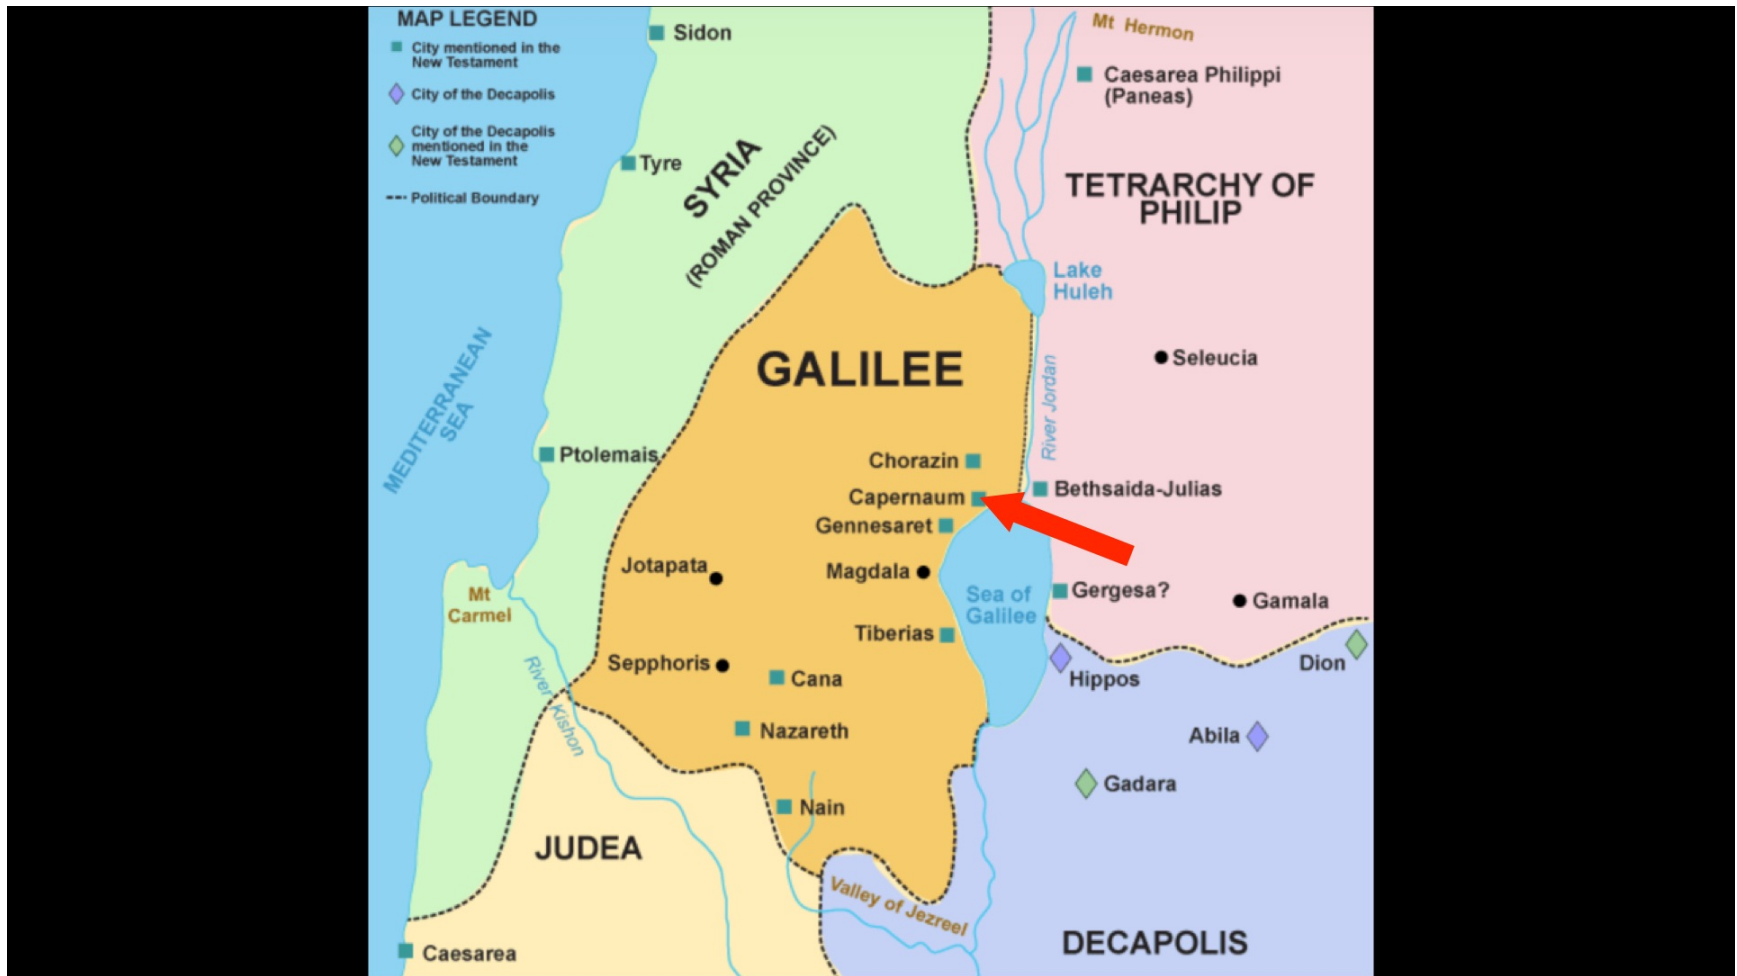 MAP LEGEND
City mentioned in the
New Testament
City of the Decapolis
City of the Decapolis
mentioned in the
New Testament
Political Boundary
Sidon
Mt Hermon
Caesarea Philippi
(Paneas)
Tyre
SYRIA
(ROMAN PROVINCE)
TETRARCHY OF
PHILIP
Lake
Huleh
MEDITERRANEAN
SEA
GALILEE
River Jordan
Seleucia
Ptolemais
Chorazin
Capernaum
Bethsaida-Julias
Gennesaret
Jotapata
Magdala
Mt
Carmel
Sea of
Galilee
Gergesa?
Gamala
Tiberias
Sepphoris
Cana
River Kishon
Hippos
Dion
Nazareth
Abila
Gadara
Nain
JUDEA
Valley of Jezreel
DECAPOLIS
Caesarea